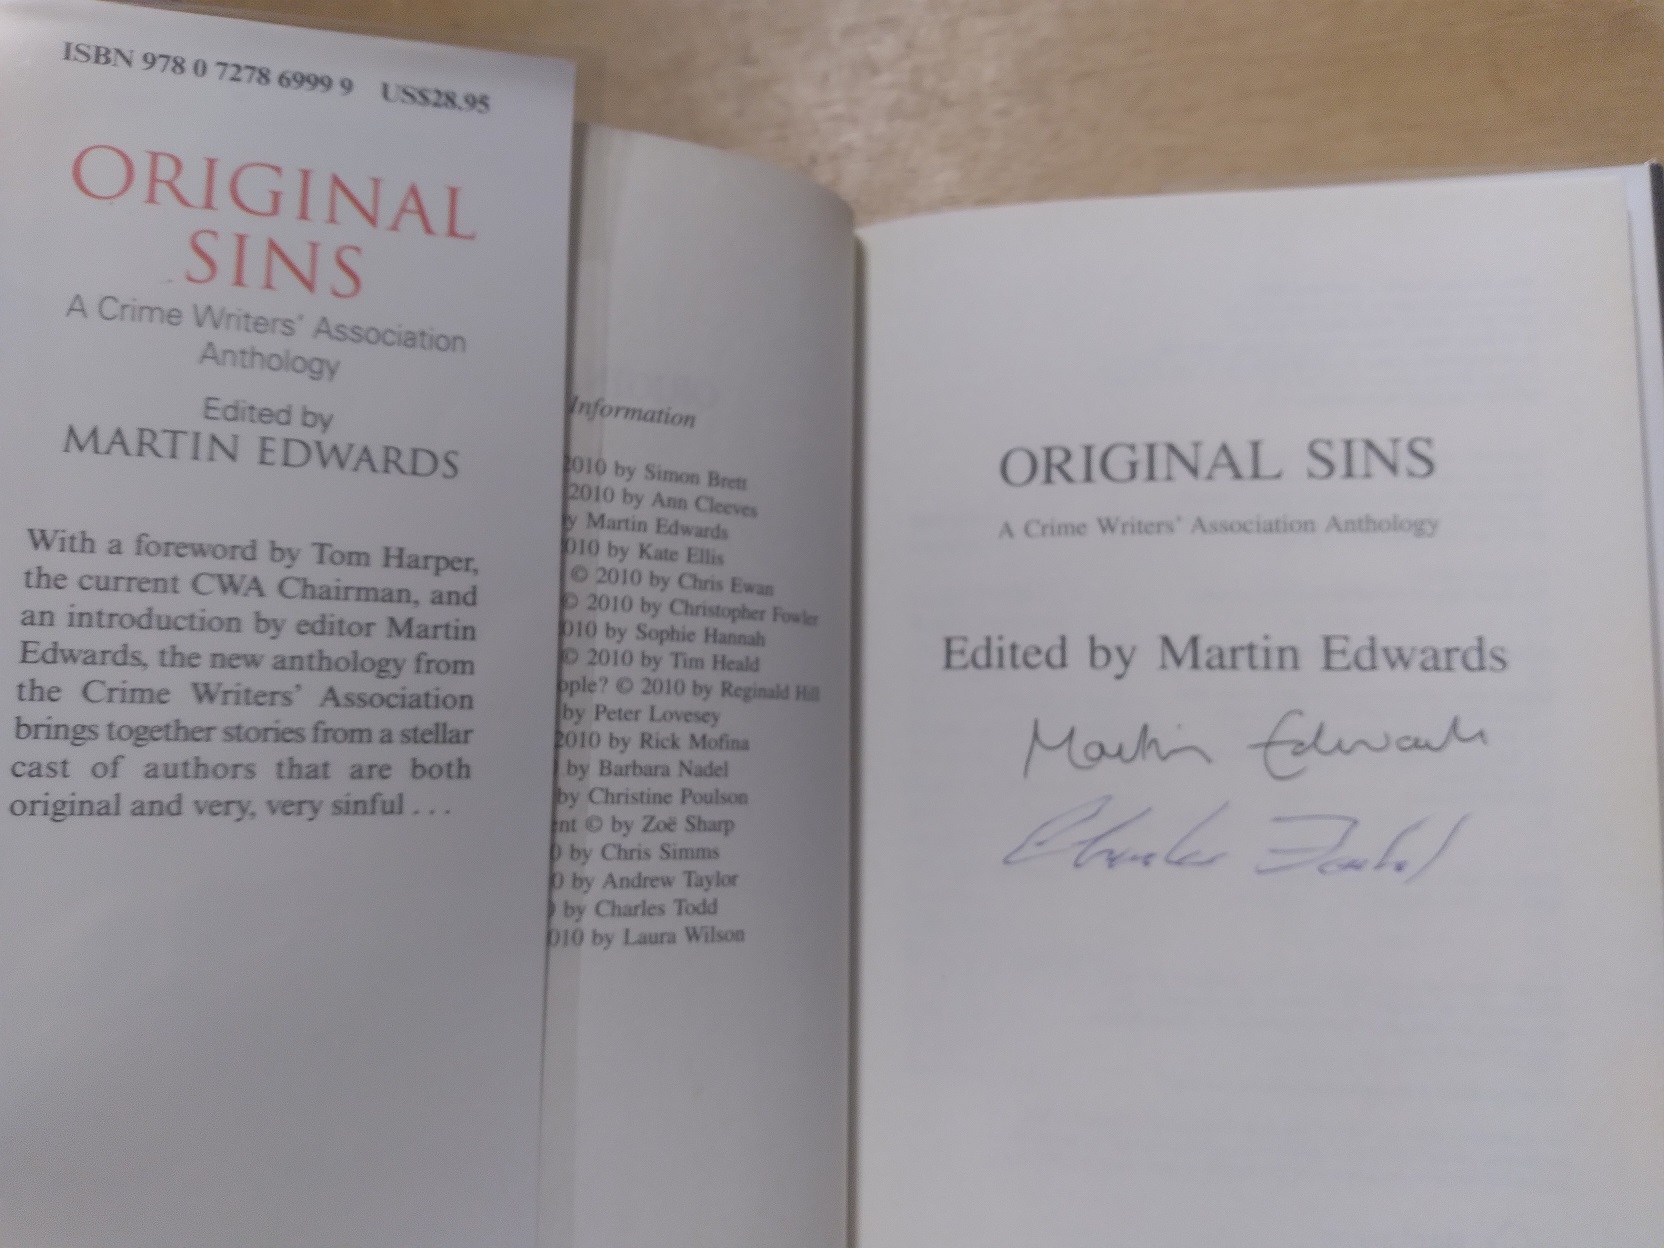 ISBN 978 0 7278 6999 9 US$28.95
ORIGINAL
SINS
A Crime Writers' Association
Anthology
Edited by
MARTIN EDWARDS
With a foreword by Tom Harper,
the current CWA Chairman, and
an introduction by editor Martin
Edwards, the new anthology from
the Crime Writers' Association
brings together stories from a stellar
cast of authors that are both
original and very, very sinful . . .
Information
2010 by Simon Brett
2010 by Ann Cleeves
y Martin Edwards
010 by Kate Ellis
© 2010 by Chris Ewan
© 2010 by Christopher Fowler
010 by Sophie Hannah
© 2010 by Tim Heald
ople? © 2010 by Reginald Hill
by Peter Lovesey
2010 by Rick Mofina
by Barbara Nadel
by Christine Poulson
nt © by Zoë Sharp
by Chris Simms
0 by Andrew Taylor
by Charles Todd
010 by Laura Wilson
ORIGINAL SINS
A Crime Writers' Association Anthology
Edited by Martin Edwards
Martin Edwards
Charles